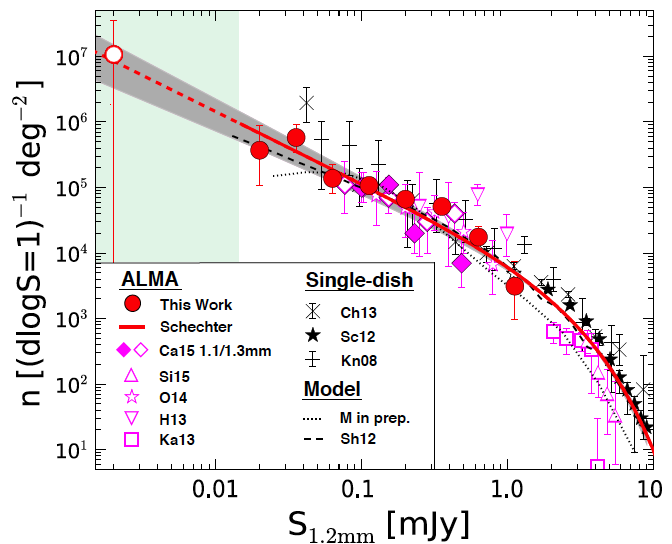 n [(dlogS=1)⁻¹ deg⁻²]
10⁷
10⁶
10⁵
10⁴
10³
10²
10¹
ALMA
This Work
Schechter
Ca15 1.1/1.3mm
Si15
O14
H13
Ka13
Single-dish
Ch13
Sc12
Kn08
Model
M in prep.
Sh12
0.01
0.1
1.0
10
S1.2mm [mJy]